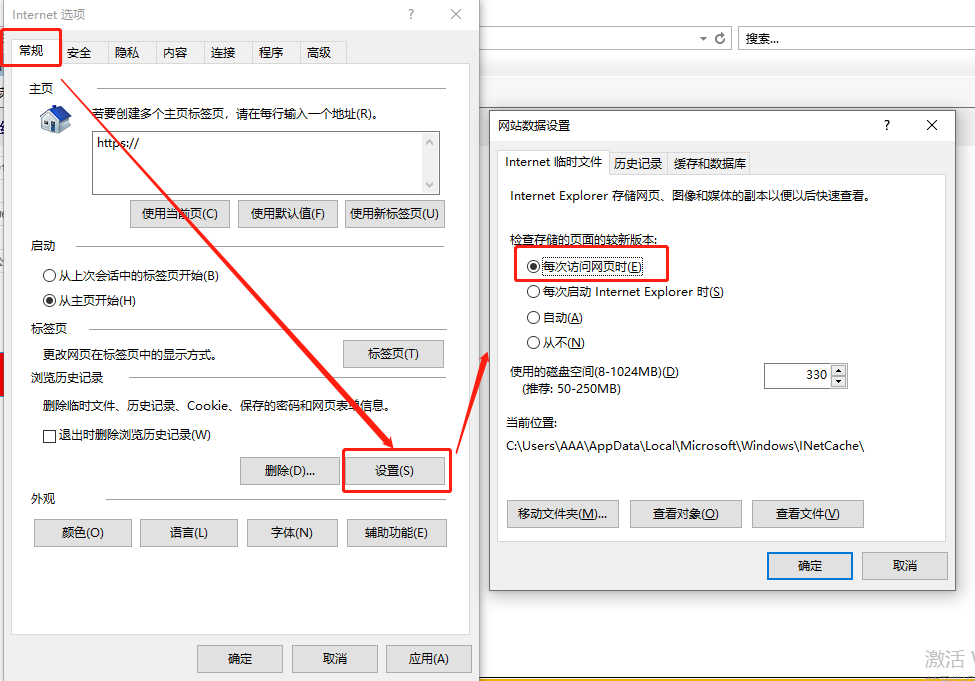 Internet 选项
?
常规
安全
隐私
内容
连接
程序
高级
主页
若要创建多个主页标签页，请在每行输入一个地址(R)。
https://
使用当前页(C)
使用默认值(F)
使用新标签页(U)
启动
从上次会话中的标签页开始(B)
从主页开始(H)
标签页
更改网页在标签页中的显示方式。
标签页(T)
浏览历史记录
删除临时文件、历史记录、Cookie、保存的密码和网页表单信息。
退出时删除浏览历史记录(W)
删除(D)...
设置(S)
外观
颜色(O)
语言(L)
字体(N)
辅助功能(E)
确定
取消
应用(A)
搜索...
网站数据设置
?
Internet 临时文件
历史记录
缓存和数据库
Internet Explorer 存储网页、图像和媒体的副本以便以后快速查看。
检查存储的页面的较新版本:
每次访问网页时(E)
每次启动 Internet Explorer 时(S)
自动(A)
从不(N)
使用的磁盘空间(8-1024MB)(D)
330
(推荐: 50-250MB)
当前位置:
C:\Users\AAA\AppData\Local\Microsoft\Windows\INetCache\
移动文件夹(M)...
查看对象(O)
查看文件(V)
确定
取消
激活